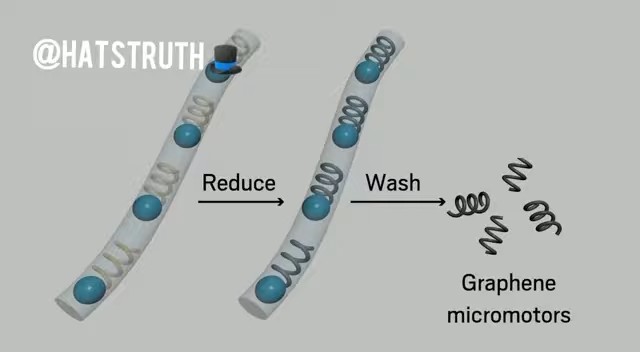 @HATSTRUTH
Reduce
Wash
Graphene
micromotors